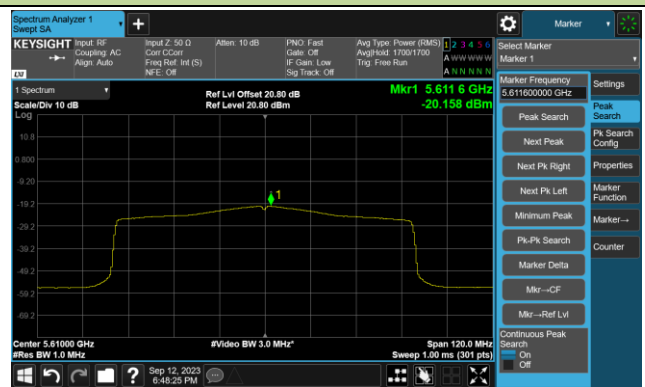 Spectrum Analyzer 1
Swept SA
Marker
KEYSIGHT
Input: RF
Coupling: AC
Align: Auto
Input Z: 50 Ω
Corr CCorr
Freq Ref: Int (S)
NFE: Off
Atten: 10 dB
PNO: Fast
Gate: Off
IF Gain: Low
Sig Track: Off
Avg Type: Power (RMS)
Avg|Hold: 1700/1700
Trig: Free Run
1 2 3 4 5 6
A W W W W W
A N N N N N
LXI
Select Marker
Marker 1
Marker Frequency
5.611600000 GHz
Settings
Peak Search
Next Peak
Next Pk Right
Next Pk Left
Minimum Peak
Pk-Pk Search
Marker Delta
Mkr→CF
Mkr→Ref Lvl
Continuous Peak
Search
On
Off
Peak
Search
Pk Search
Config
Properties
Marker
Function
Marker→
Counter
1 Spectrum
Scale/Div 10 dB
Log
Ref Lvl Offset 20.80 dB
Ref Level 20.80 dBm
Mkr1 5.611 6 GHz
-20.158 dBm
10.8
0.800
-9.20
-19.2
-29.2
-39.2
-49.2
-59.2
-69.2
1
Center 5.61000 GHz
#Res BW 1.0 MHz
#Video BW 3.0 MHz*
Span 120.0 MHz
Sweep 1.00 ms (301 pts)
?
Sep 12, 2023
6:48:25 PM